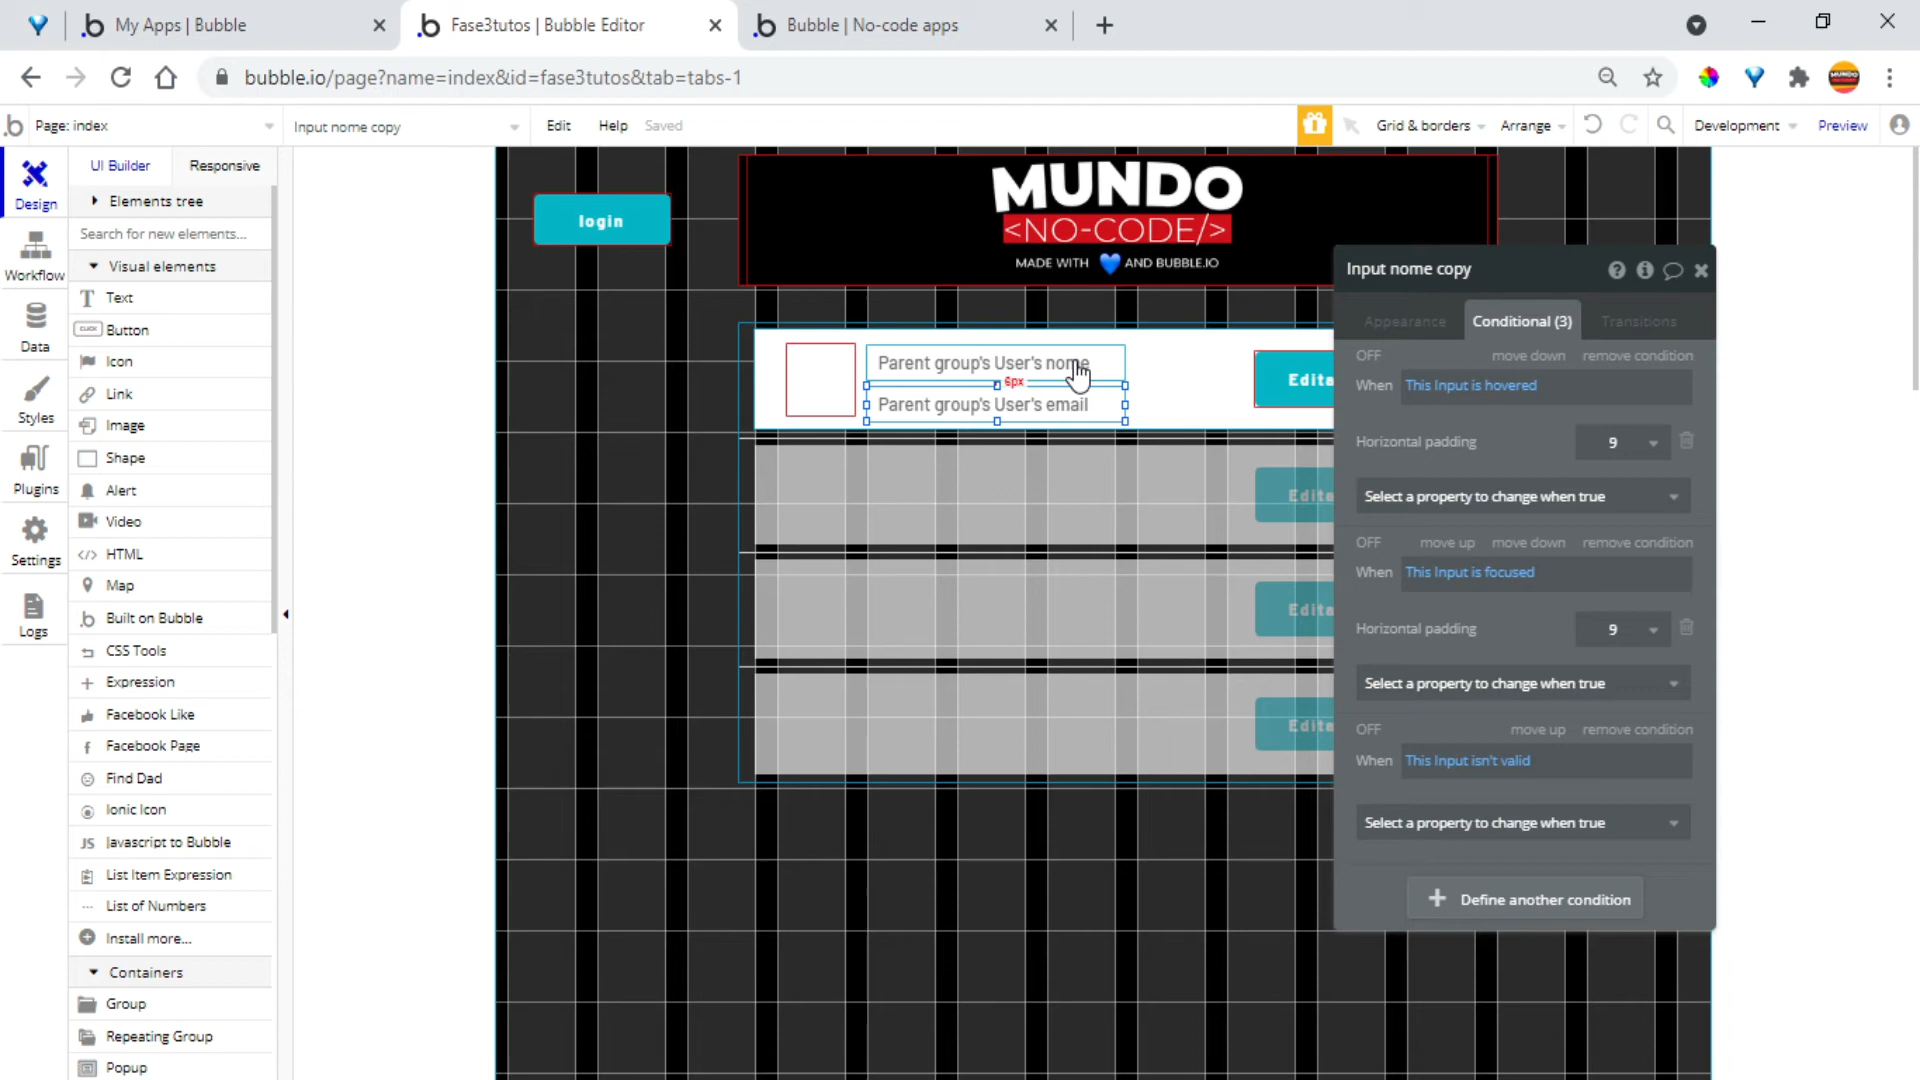 My Apps | Bubble
Fase3tutos | Bubble Editor
Bubble | No-code apps
bubble.io/page?name=index&id=fase3tutos&tab=tabs-1
Page: index
Input nome copy
Edit
Help
Saved
Grid & borders
Arrange
Development
Preview
Design
Workflow
Data
Styles
Plugins
Settings
Logs
UI Builder
Responsive
Elements tree
Search for new elements...
Visual elements
Text
CLICK
Button
Icon
Link
Image
Shape
Alert
Video
HTML
Map
Built on Bubble
CSS Tools
Expression
Facebook Like
Facebook Page
Find Dad
Ionic Icon
JS Javascript to Bubble
List Item Expression
List of Numbers
Install more...
Containers
Group
Repeating Group
Popup
login
MUNDO
<NO-CODE/>
MADE WITH 💙 AND BUBBLE.IO
Parent group's User's nome
6px
Parent group's User's email
Edita
Edita
Edita
Edita
Input nome copy
Appearance
Conditional (3)
Transitions
OFF
move down
remove condition
When
This Input is hovered
Horizontal padding
9
Select a property to change when true
OFF
move up
move down
remove condition
When
This Input is focused
Horizontal padding
9
Select a property to change when true
OFF
move up
remove condition
When
This Input isn't valid
Select a property to change when true
Define another condition